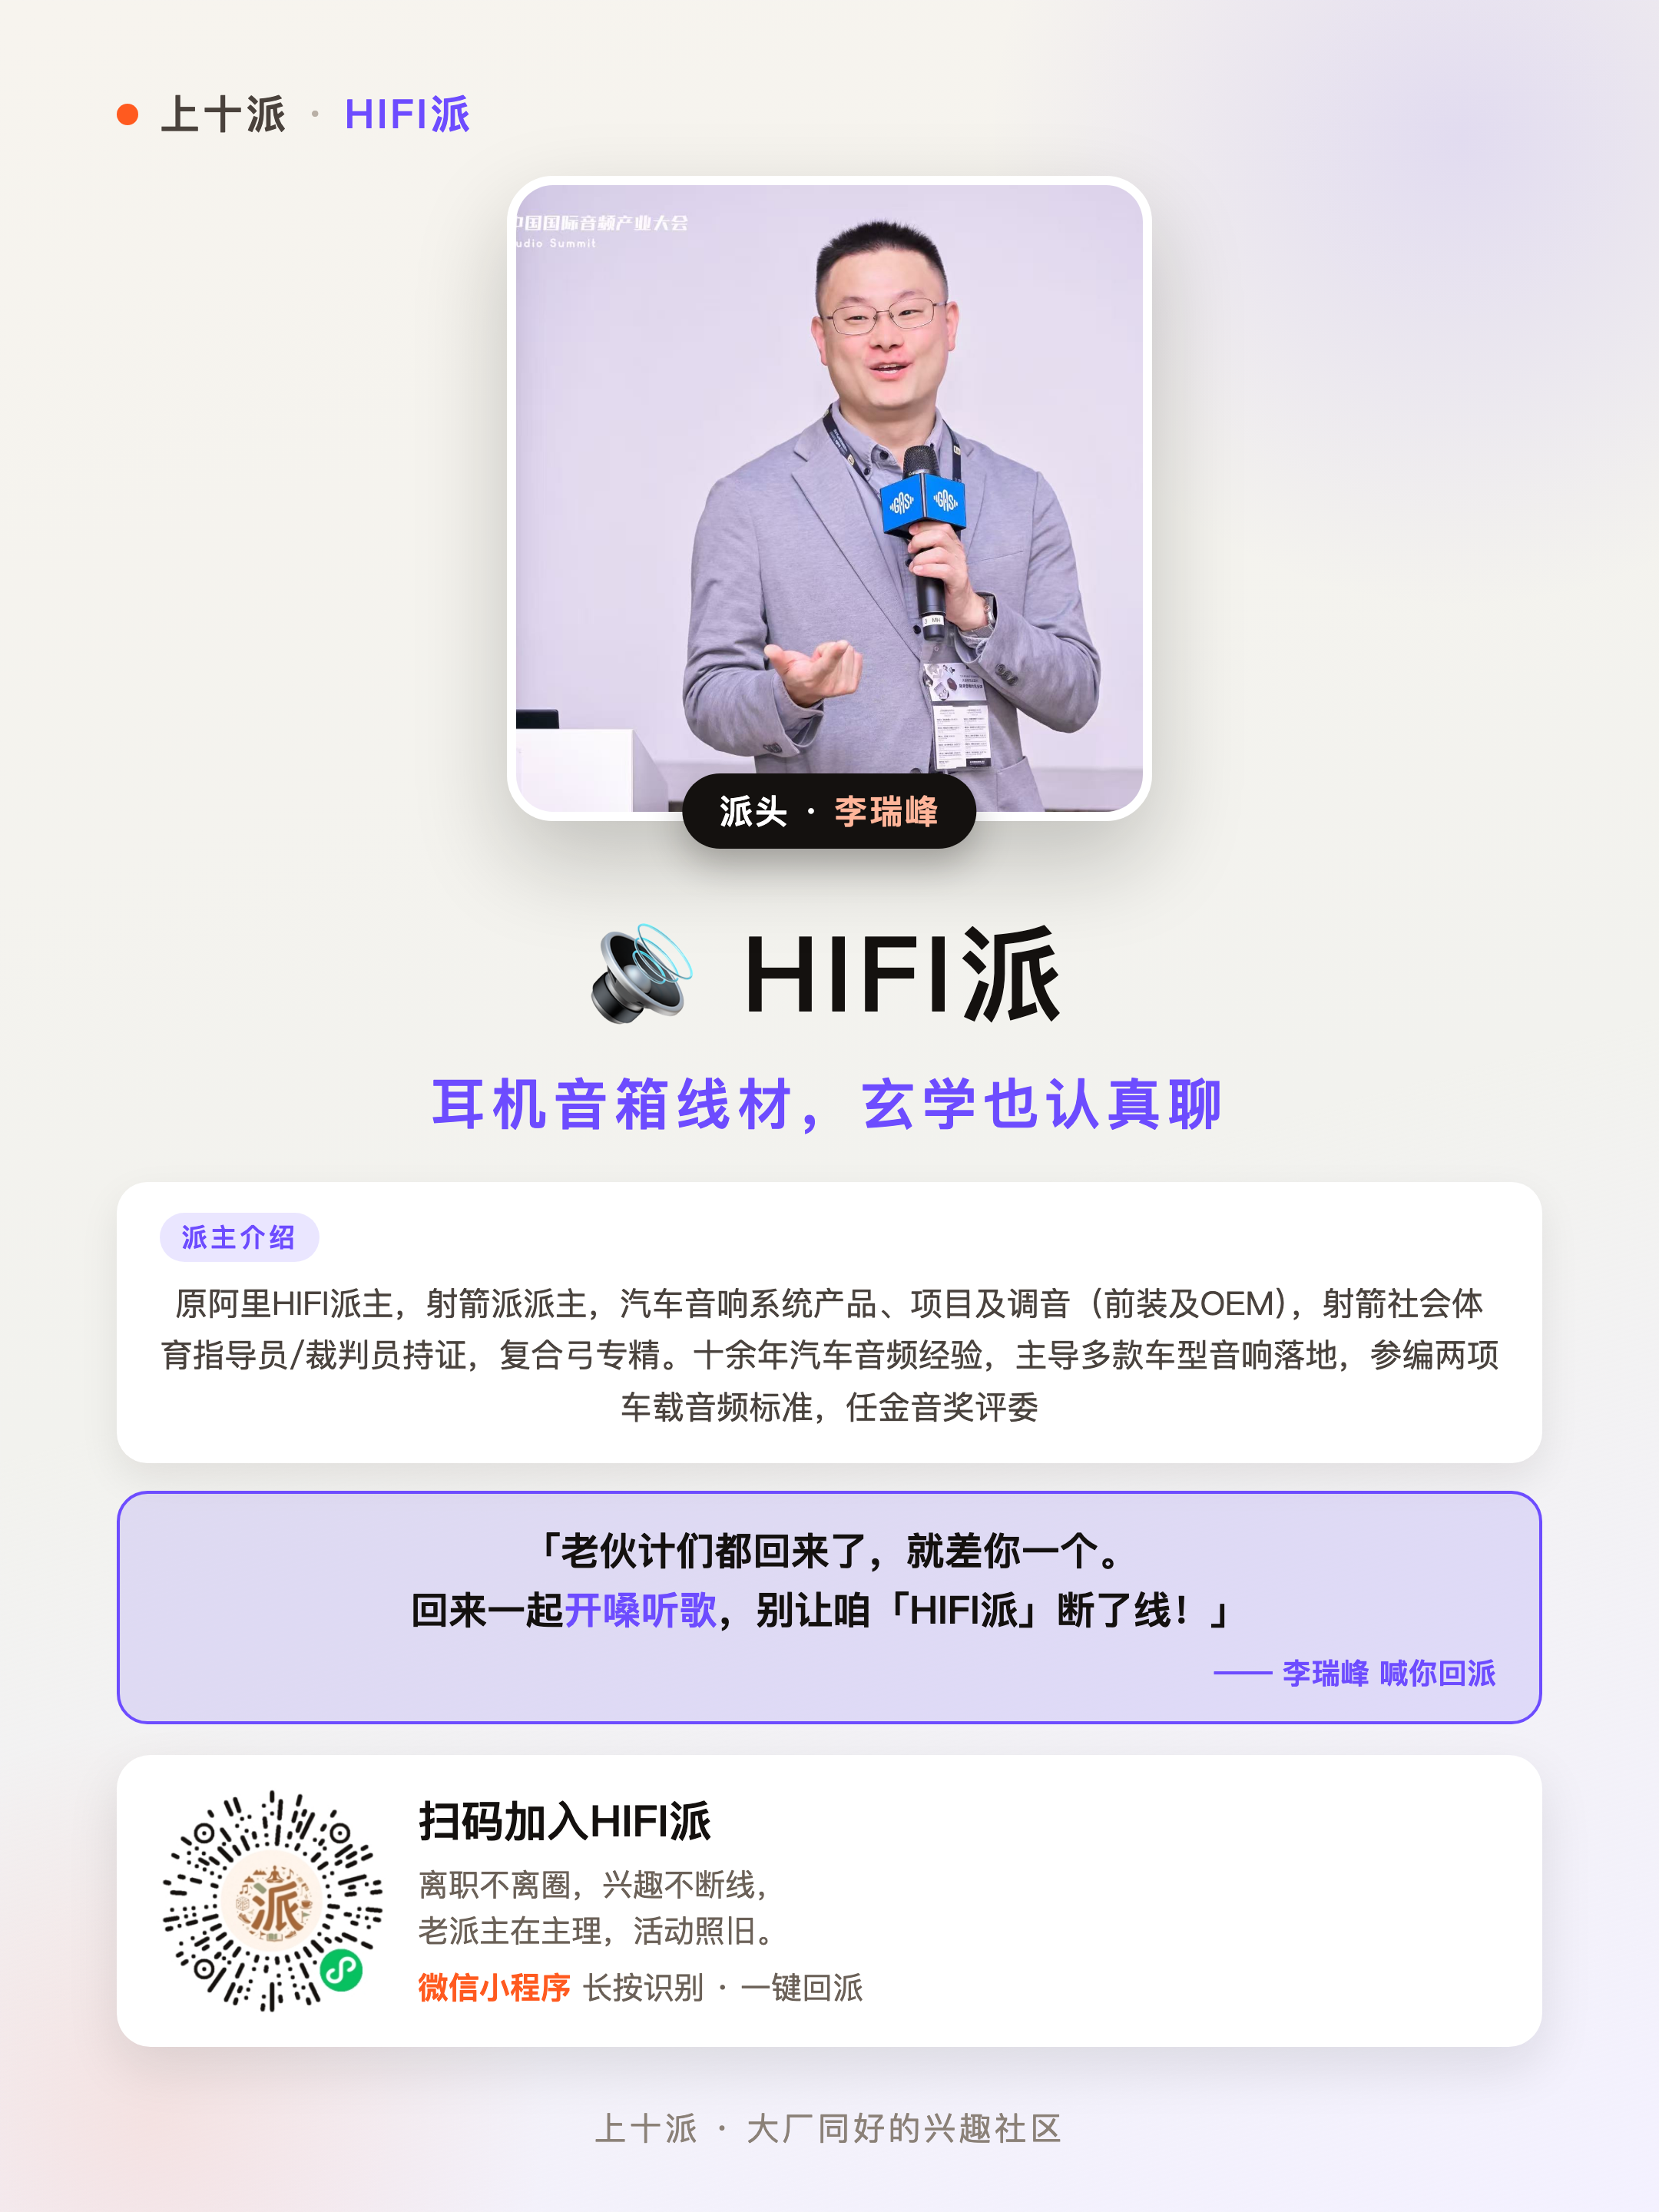 上十派 · HIFI派
中国国际音频产业大会
udio Summit
GRS GRS
派头 · 李瑞峰
HIFI派
耳机音箱线材，玄学也认真聊
派主介绍
原阿里HIFI派主，射箭派派主，汽车音响系统产品、项目及调音（前装及OEM），射箭社会体
育指导员/裁判员持证，复合弓专精。十余年汽车音频经验，主导多款车型音响落地，参编两项
车载音频标准，任金音奖评委
「老伙计们都回来了，就差你一个。
回来一起开嗓听歌，别让咱「HIFI派」断了线！」
—— 李瑞峰 喊你回派
派
扫码加入HIFI派
离职不离圈，兴趣不断线，
老派主在主理，活动照旧。
微信小程序 长按识别 · 一键回派
上十派 · 大厂同好的兴趣社区